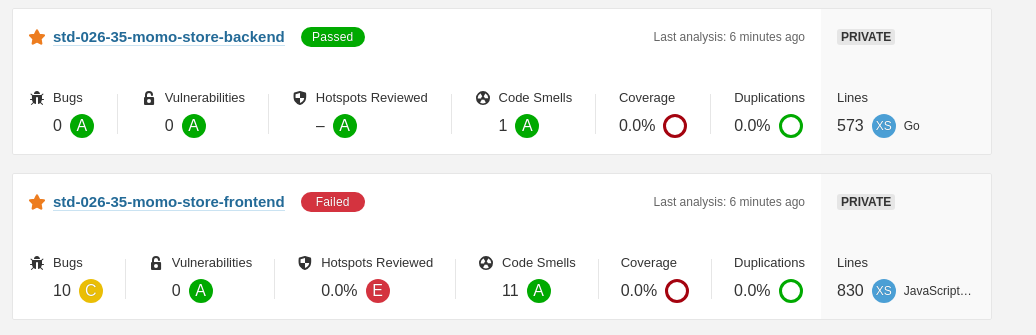 std-026-35-momo-store-backend Passed Last analysis: 6 minutes ago PRIVATE
Bugs Vulnerabilities Hotspots Reviewed Code Smells Coverage Duplications Lines
0 A 0 A – A 1 A 0.0% 0.0% 573 XS Go
std-026-35-momo-store-frontend Failed Last analysis: 6 minutes ago PRIVATE
Bugs Vulnerabilities Hotspots Reviewed Code Smells Coverage Duplications Lines
10 C 0 A 0.0% E 11 A 0.0% 0.0% 830 XS JavaScript...